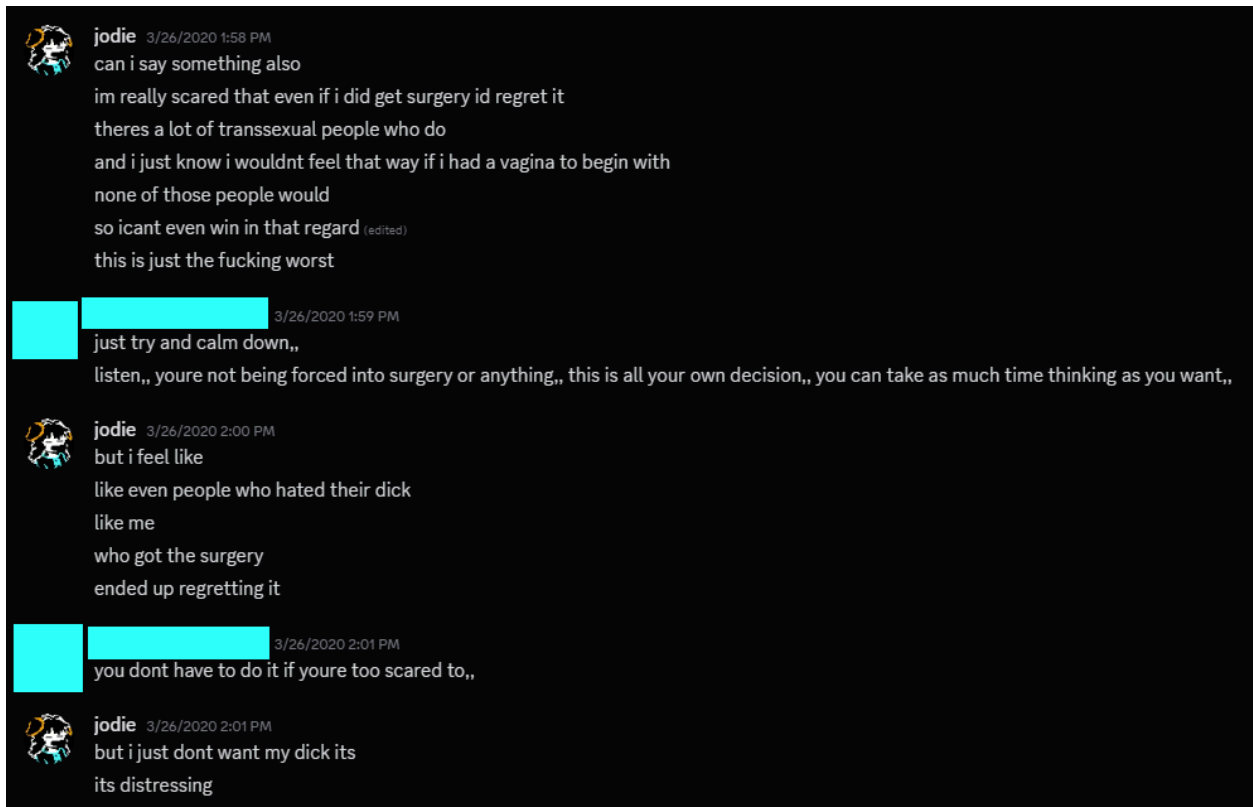 jodie 3/26/2020 1:58 PM
can i say something also
im really scared that even if i did get surgery id regret it
theres a lot of transsexual people who do
and i just know i wouldnt feel that way if i had a vagina to begin with
none of those people would
so icant even win in that regard (edited)
this is just the fucking worst
3/26/2020 1:59 PM
just try and calm down,,
listen,, youre not being forced into surgery or anything,, this is all your own decision,, you can take as much time thinking as you want,,
jodie 3/26/2020 2:00 PM
but i feel like
like even people who hated their dick
like me
who got the surgery
ended up regretting it
3/26/2020 2:01 PM
you dont have to do it if youre too scared to,,
jodie 3/26/2020 2:01 PM
but i just dont want my dick its
its distressing